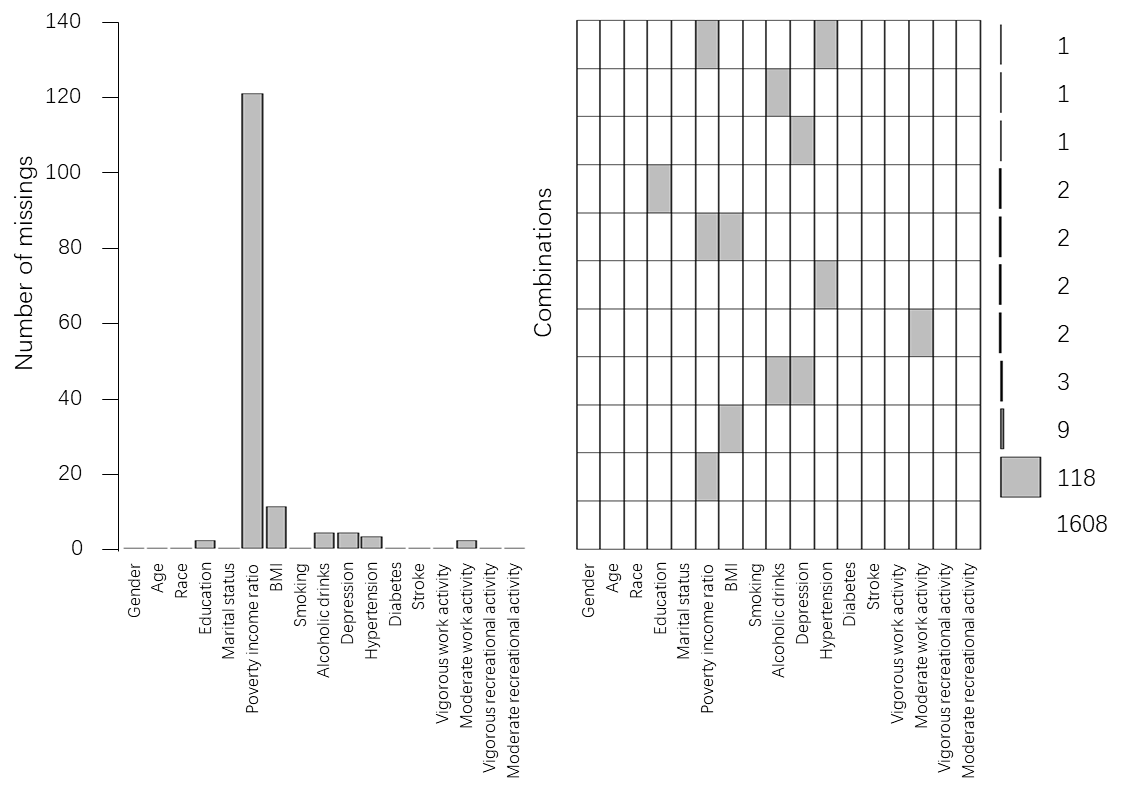 Number of missings
140
120
100
80
60
40
20
0
Gender
Age
Race
Education
Marital status
Poverty income ratio
BMI
Smoking
Alcoholic drinks
Depression
Hypertension
Diabetes
Stroke
Vigorous work activity
Moderate work activity
Vigorous recreational activity
Moderate recreational activity
Combinations
1
1
1
2
2
2
2
3
9
118
1608
Gender
Age
Race
Education
Marital status
Poverty income ratio
BMI
Smoking
Alcoholic drinks
Depression
Hypertension
Diabetes
Stroke
Vigorous work activity
Moderate work activity
Vigorous recreational activity
Moderate recreational activity